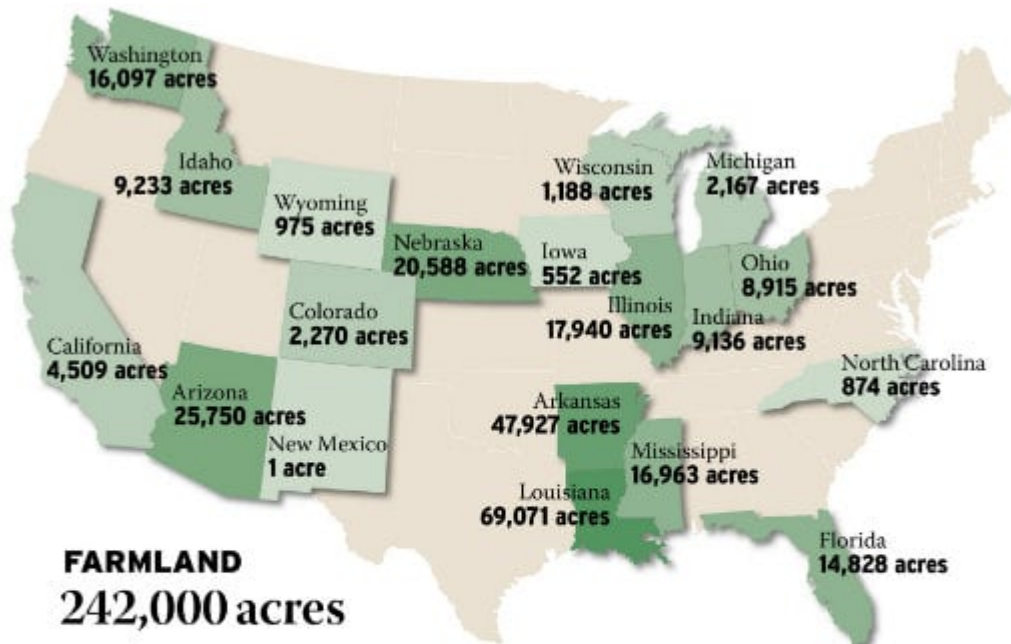 Washington
16,097 acres
Idaho
9,233 acres
Wyoming
975 acres
Nebraska
20,588 acres
Iowa
552 acres
Wisconsin
1,188 acres
Michigan
2,167 acres
Ohio
8,915 acres
Illinois
17,940 acres
Indiana
9,136 acres
Colorado
2,270 acres
California
4,509 acres
Arizona
25,750 acres
New Mexico
1 acre
North Carolina
874 acres
Arkansas
47,927 acres
Mississippi
16,963 acres
Louisiana
69,071 acres
Florida
14,828 acres
FARMLAND
242,000 acres